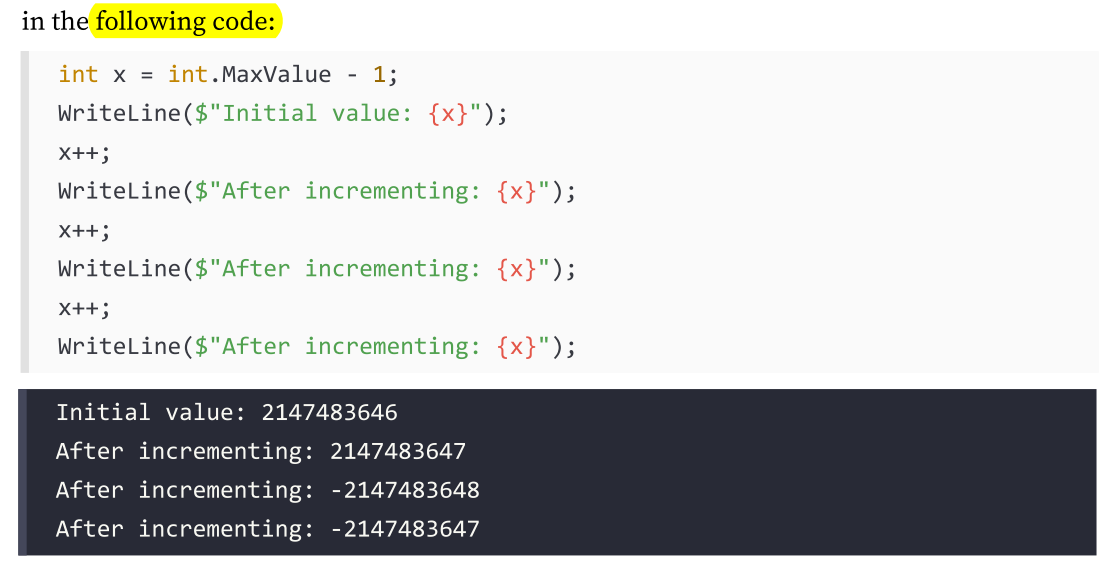 in the following code:
int x = int.MaxValue - 1;
WriteLine($"Initial value: {x}");
x++;
WriteLine($"After incrementing: {x}");
x++;
WriteLine($"After incrementing: {x}");
x++;
WriteLine($"After incrementing: {x}");
Initial value: 2147483646
After incrementing: 2147483647
After incrementing: -2147483648
After incrementing: -2147483647